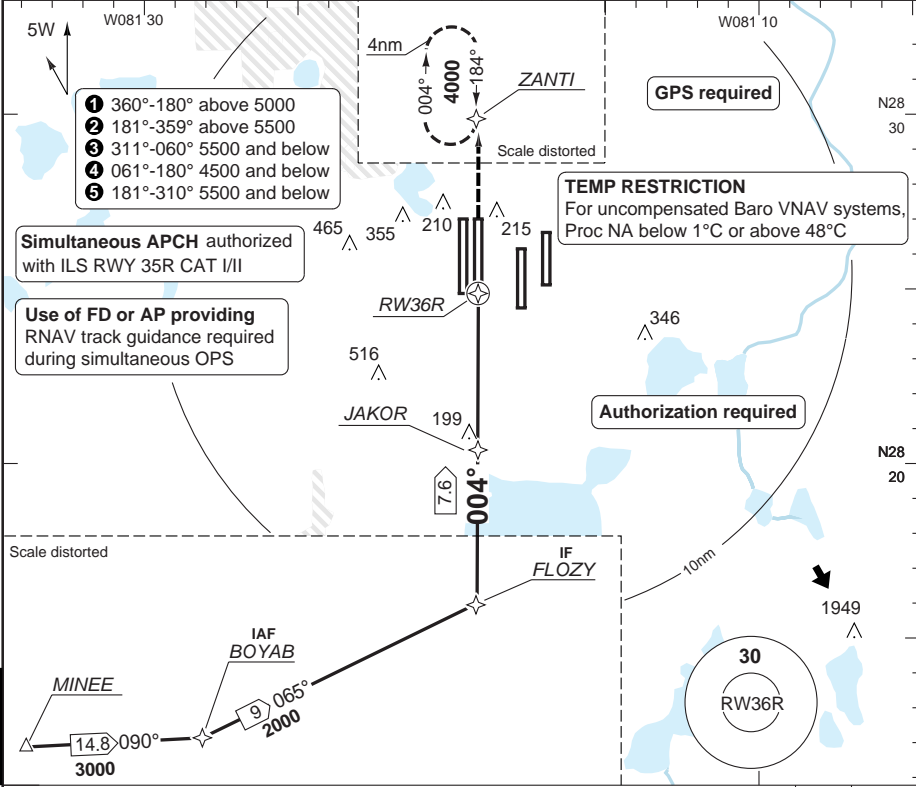 W081 30
W081 10
5W
4nm
004°
4000
184°
ZANTI
GPS required
N28
30
1 360°-180° above 5000
2 181°-359° above 5500
3 311°-060° 5500 and below
4 061°-180° 4500 and below
5 181°-310° 5500 and below
Scale distorted
TEMP RESTRICTION
For uncompensated Baro VNAV systems,
Proc NA below 1°C or above 48°C
465
355
210
215
Simultaneous APCH authorized
with ILS RWY 35R CAT I/II
RW36R
Use of FD or AP providing
RNAV track guidance required
during simultaneous OPS
346
516
JAKOR
199
Authorization required
N28
20
7.6
004°
Scale distorted
IF
FLOZY
10nm
1949
IAF
BOYAB
MINEE
9 065°
2000
14.8 090°
3000
30
RW36R